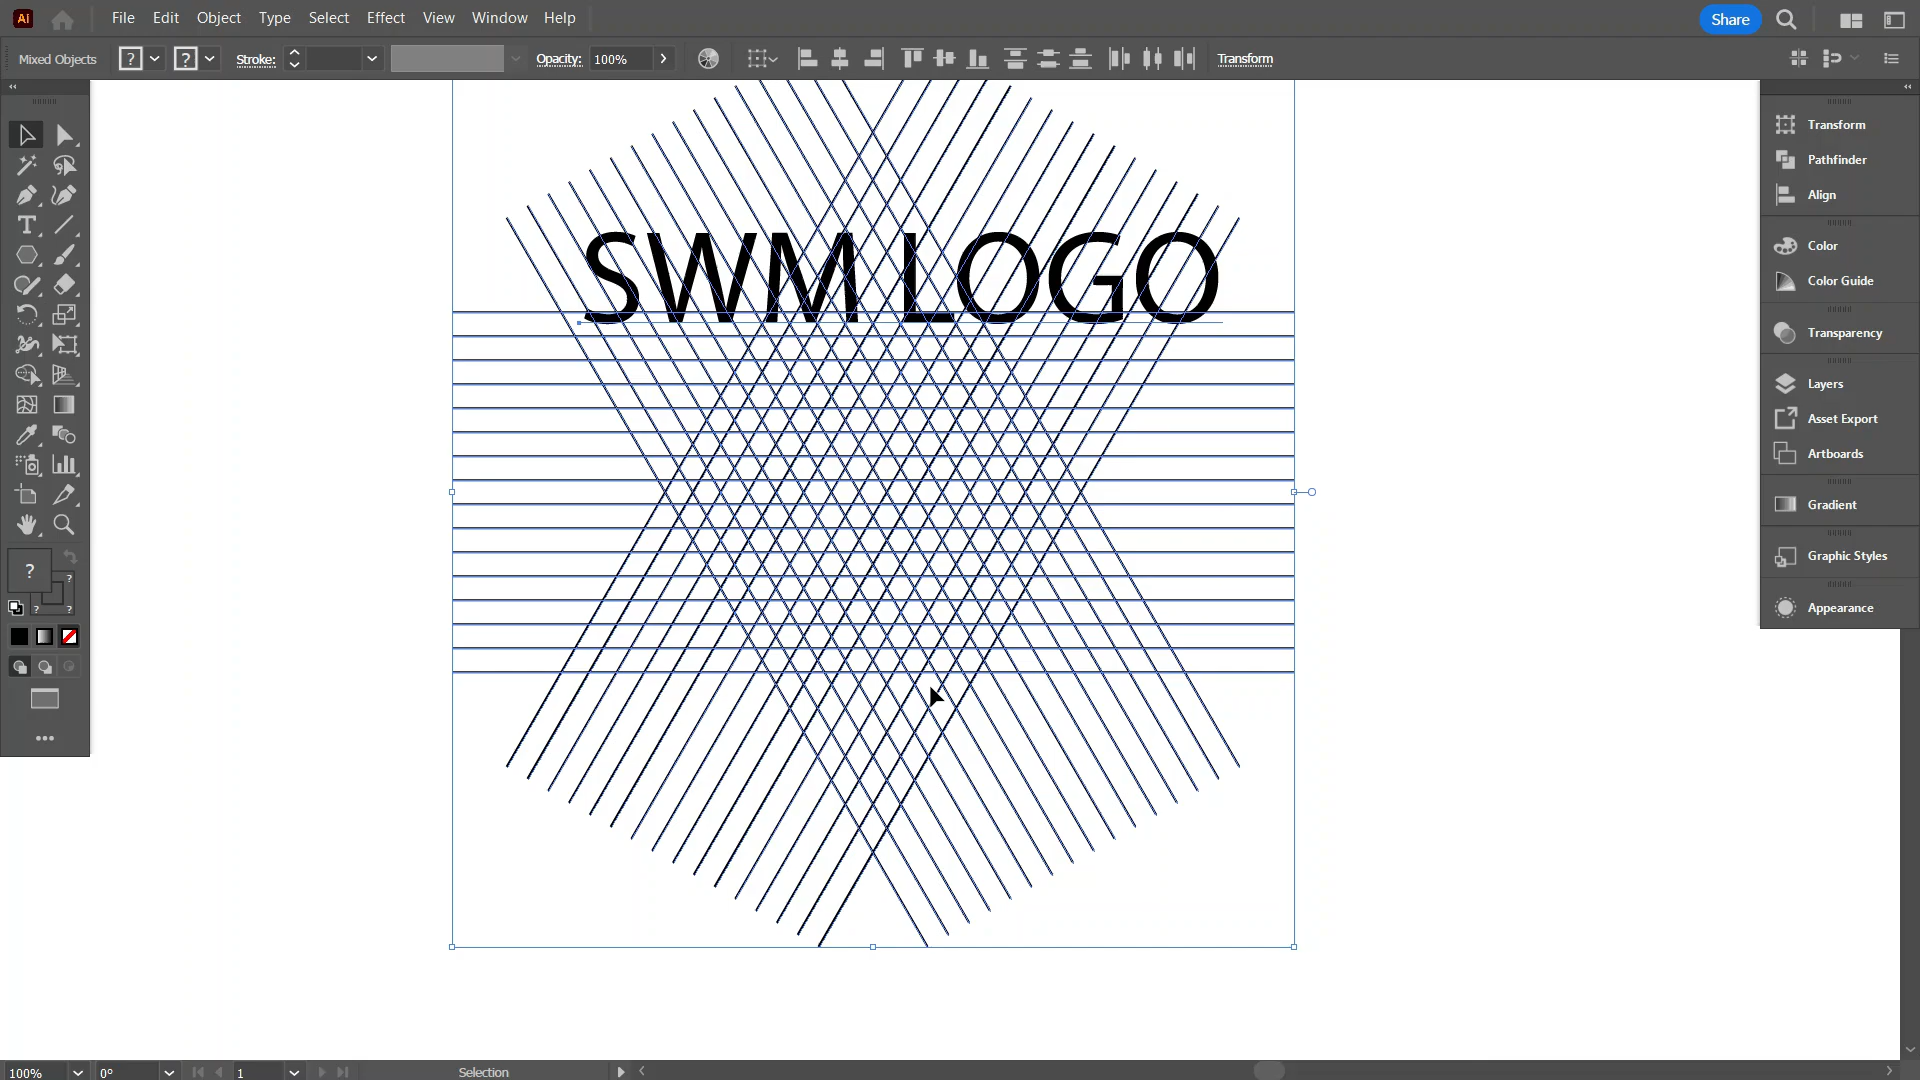 Ai File Edit Object Type Select Effect View Window Help Share
Mixed Objects ? ? Stroke: Opacity: 100% Transform
Transform
Pathfinder
Align
Color
Color Guide
Transparency
Layers
Asset Export
Artboards
Gradient
Graphic Styles
Appearance
SWM LOGO
?
?
? ?
100% 0° 1 Selection